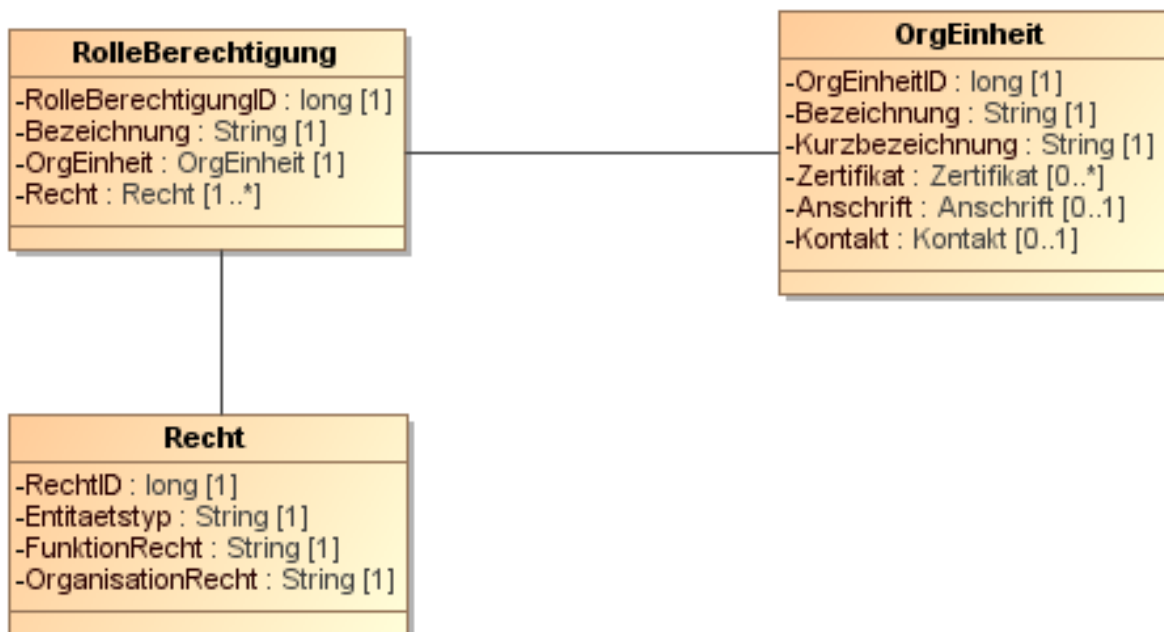 RolleBerechtigung
-RolleBerechtigungID : long [1]
-Bezeichnung : String [1]
-OrgEinheit : OrgEinheit [1]
-Recht : Recht [1..*]
OrgEinheit
-OrgEinheitID : long [1]
-Bezeichnung : String [1]
-Kurzbezeichnung : String [1]
-Zertifikat : Zertifikat [0..*]
-Anschrift : Anschrift [0..1]
-Kontakt : Kontakt [0..1]
Recht
-RechtID : long [1]
-Entitaetstyp : String [1]
-FunktionRecht : String [1]
-OrganisationRecht : String [1]